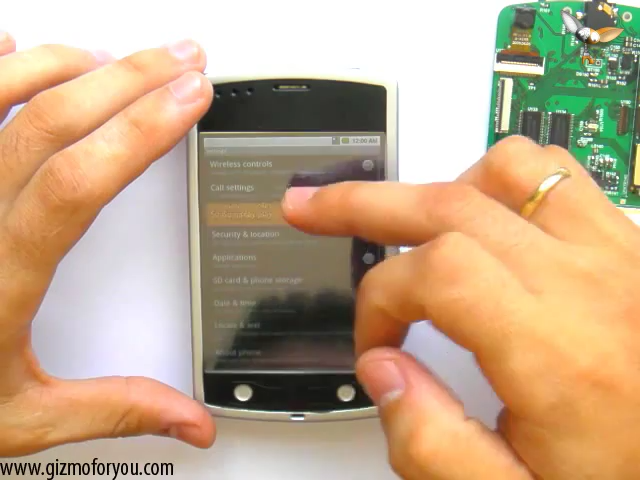 12:00 AM
Settings
Wireless controls
Call settings
Security & location
Applications
SD card & phone storage
Date & time
Locale & text
About phone
www.gizmoforyou.com